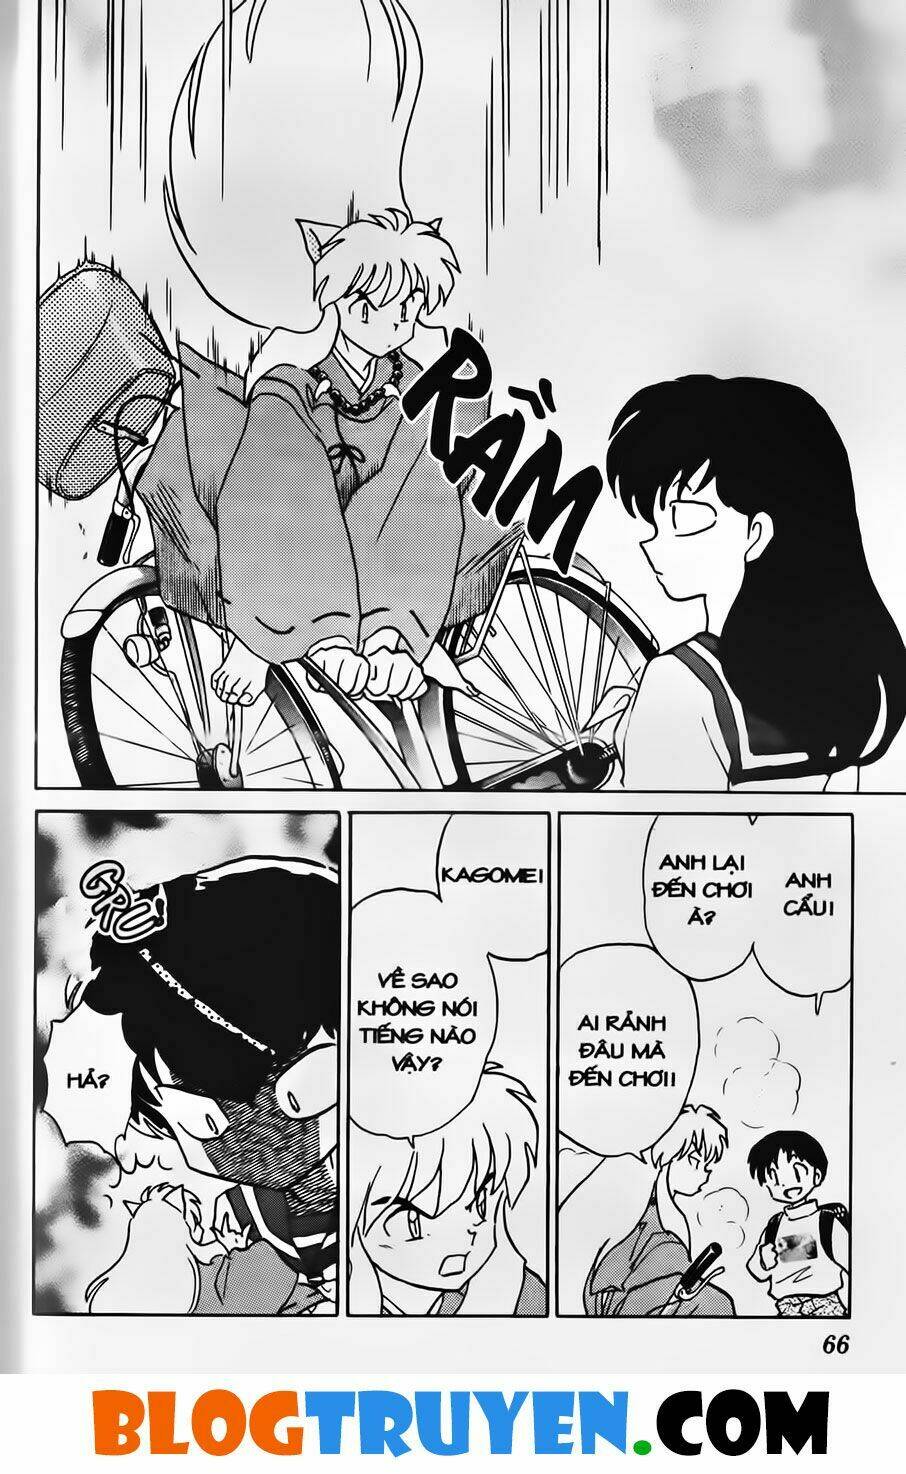 RẦM
ANH
CẨU!
ANH LẠI
ĐẾN CHƠI
À?
AI RẢNH
ĐÂU MÀ
ĐẾN CHƠI!
KAGOME!
VỀ SAO
KHÔNG NÓI
TIẾNG NÀO
VẬY?
GRU!
HẢ?
66
BLOGTRUYEN.COM